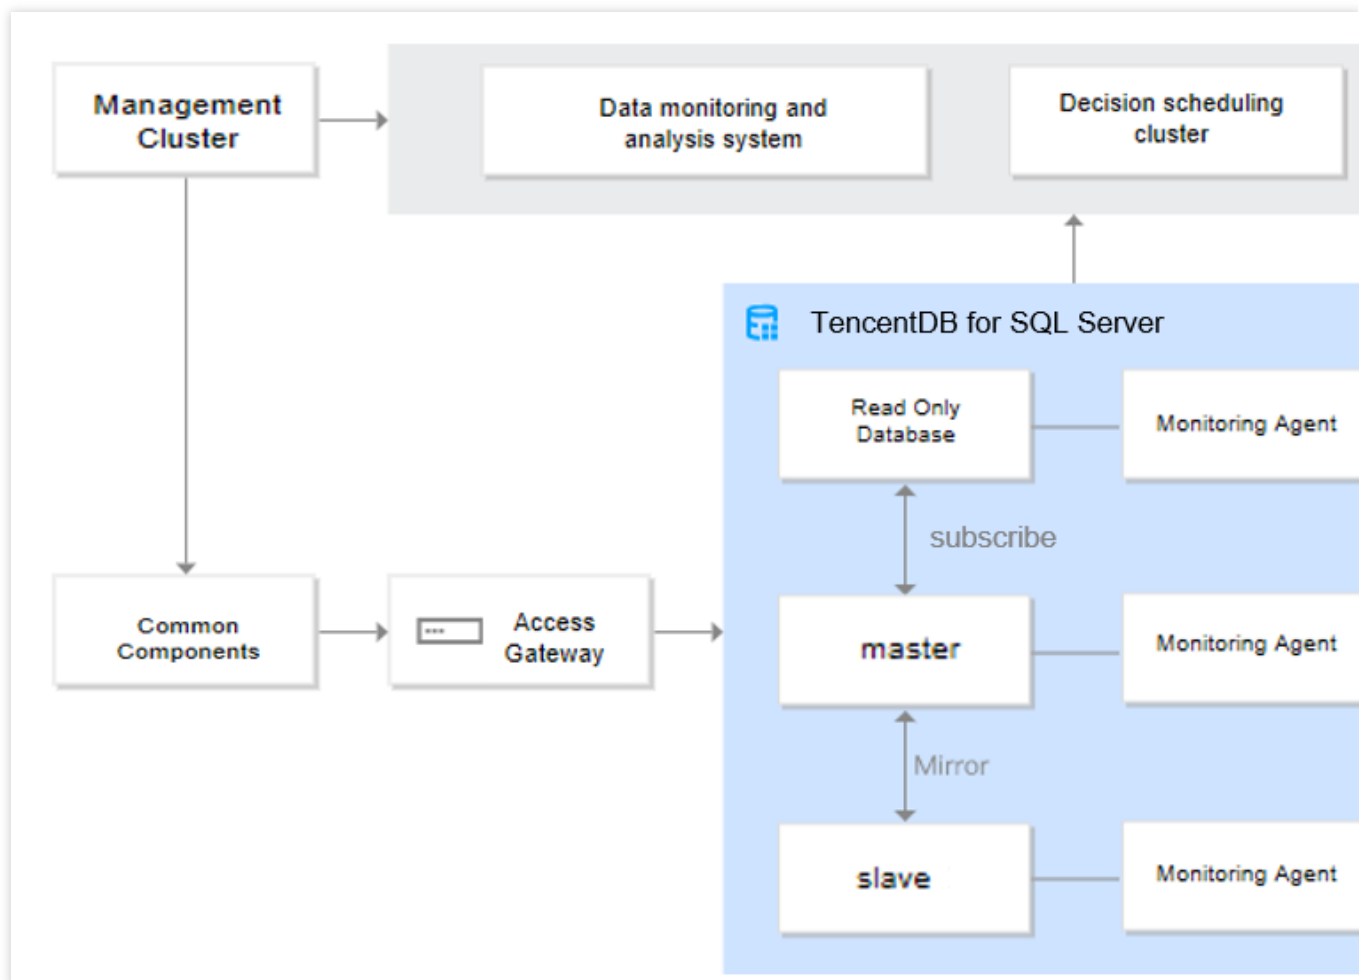 Management
Cluster
Data monitoring and
analysis system
Decision scheduling
cluster
TencentDB for SQL Server
Read Only
Database
Monitoring Agent
subscribe
Common
Components
Access
Gateway
master
Monitoring Agent
Mirror
slave
Monitoring Agent